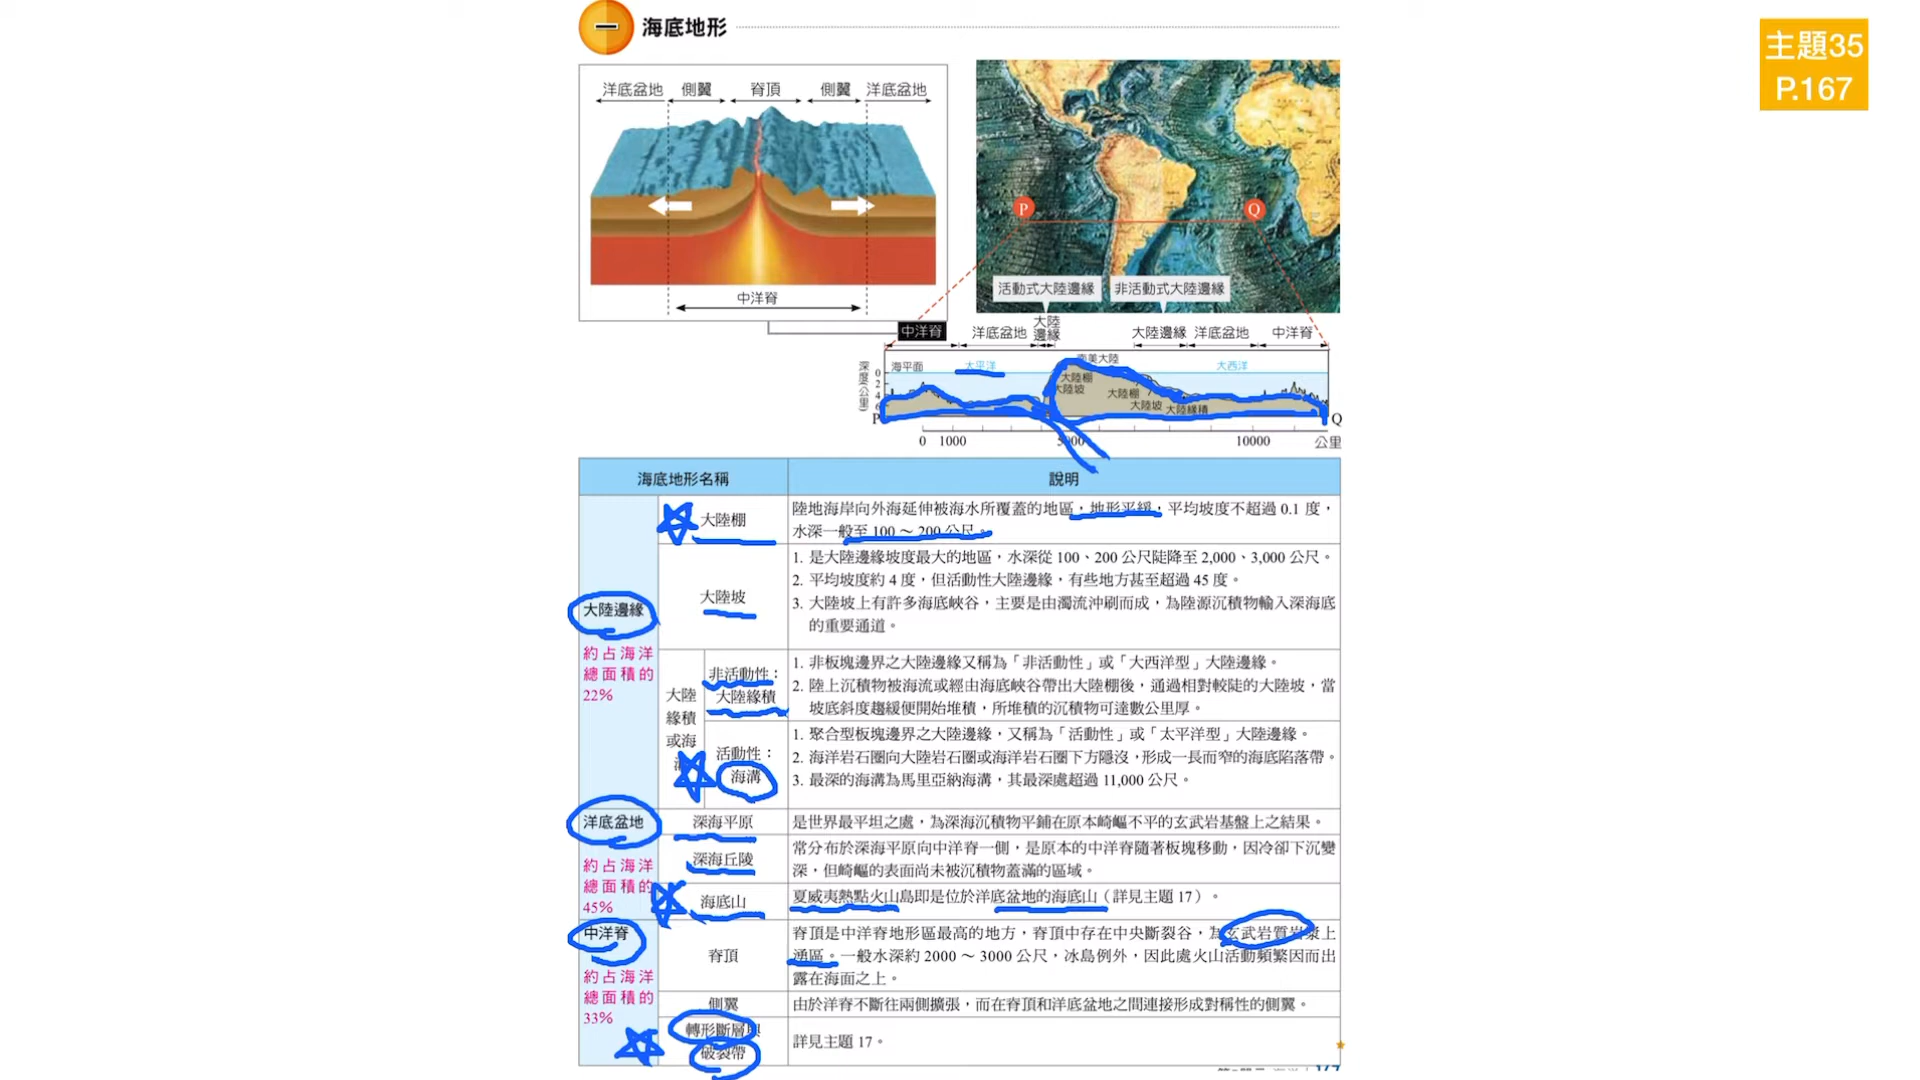 一 海底地形
主題35
P.167
洋底盆地 側翼 脊頂 側翼 洋底盆地
中洋脊
P
Q
活動式大陸邊緣 非活動式大陸邊緣
中洋脊 洋底盆地 大陸邊緣 大陸邊緣 洋底盆地 中洋脊
深度(公里)
海平面 太平洋 南美大陸 大西洋
0
2
4
6
大陸棚
大陸坡
大陸棚
大陸坡
大陸緣積
P
Q
0 1000 5000 10000 公里
海底地形名稱 說明
大陸邊緣
約占海洋
總面積的
22%
大陸棚
陸地海岸向外海延伸被海水所覆蓋的地區,地形平緩,平均坡度不超過 0.1 度,
水深一般至 100 ~ 200 公尺。
大陸坡
1. 是大陸邊緣坡度最大的地區,水深從 100、200 公尺陡降至 2,000、3,000 公尺。
2. 平均坡度約 4 度,但活動性大陸邊緣,有些地方甚至超過 45 度。
3. 大陸坡上有許多海底峽谷,主要是由濁流沖刷而成,為陸源沉積物輸入深海底
的重要通道。
大陸
緣積
或海
非活動性:
大陸緣積
1. 非板塊邊界之大陸邊緣又稱為「非活動性」或「大西洋型」大陸邊緣。
2. 陸上沉積物被海流或經由海底峽谷帶出大陸棚後,通過相對較陡的大陸坡,當
坡底斜度趨緩便開始堆積,所堆積的沉積物可達數公里厚。
活動性:
海溝
1. 聚合型板塊邊界之大陸邊緣,又稱為「活動性」或「太平洋型」大陸邊緣。
2. 海洋岩石圈向大陸岩石圈或海洋岩石圈下方隱沒,形成一長而窄的海底陷落帶。
3. 最深的海溝為馬里亞納海溝,其最深處超過 11,000 公尺。
洋底盆地
約占海洋
總面積的
45%
深海平原
是世界最平坦之處,為深海沉積物平鋪在原本崎嶇不平的玄武岩基盤上之結果。
深海丘陵
常分布於深海平原向中洋脊一側,是原本的中洋脊隨著板塊移動,因冷卻下沉變
深,但崎嶇的表面尚未被沉積物蓋滿的區域。
海底山
夏威夷熱點火山島即是位於洋底盆地的海底山(詳見主題 17)。
中洋脊
約占海洋
總面積的
33%
脊頂
脊頂是中洋脊地形區最高的地方,脊頂中存在中央斷裂谷,為玄武岩質岩漿上
湧區。一般水深約 2000 ~ 3000 公尺,冰島例外,因此處火山活動頻繁因而出
露在海面之上。
側翼
由於洋脊不斷往兩側擴張,而在脊頂和洋底盆地之間連接形成對稱性的側翼。
轉形斷層與
破裂帶
詳見主題 17。